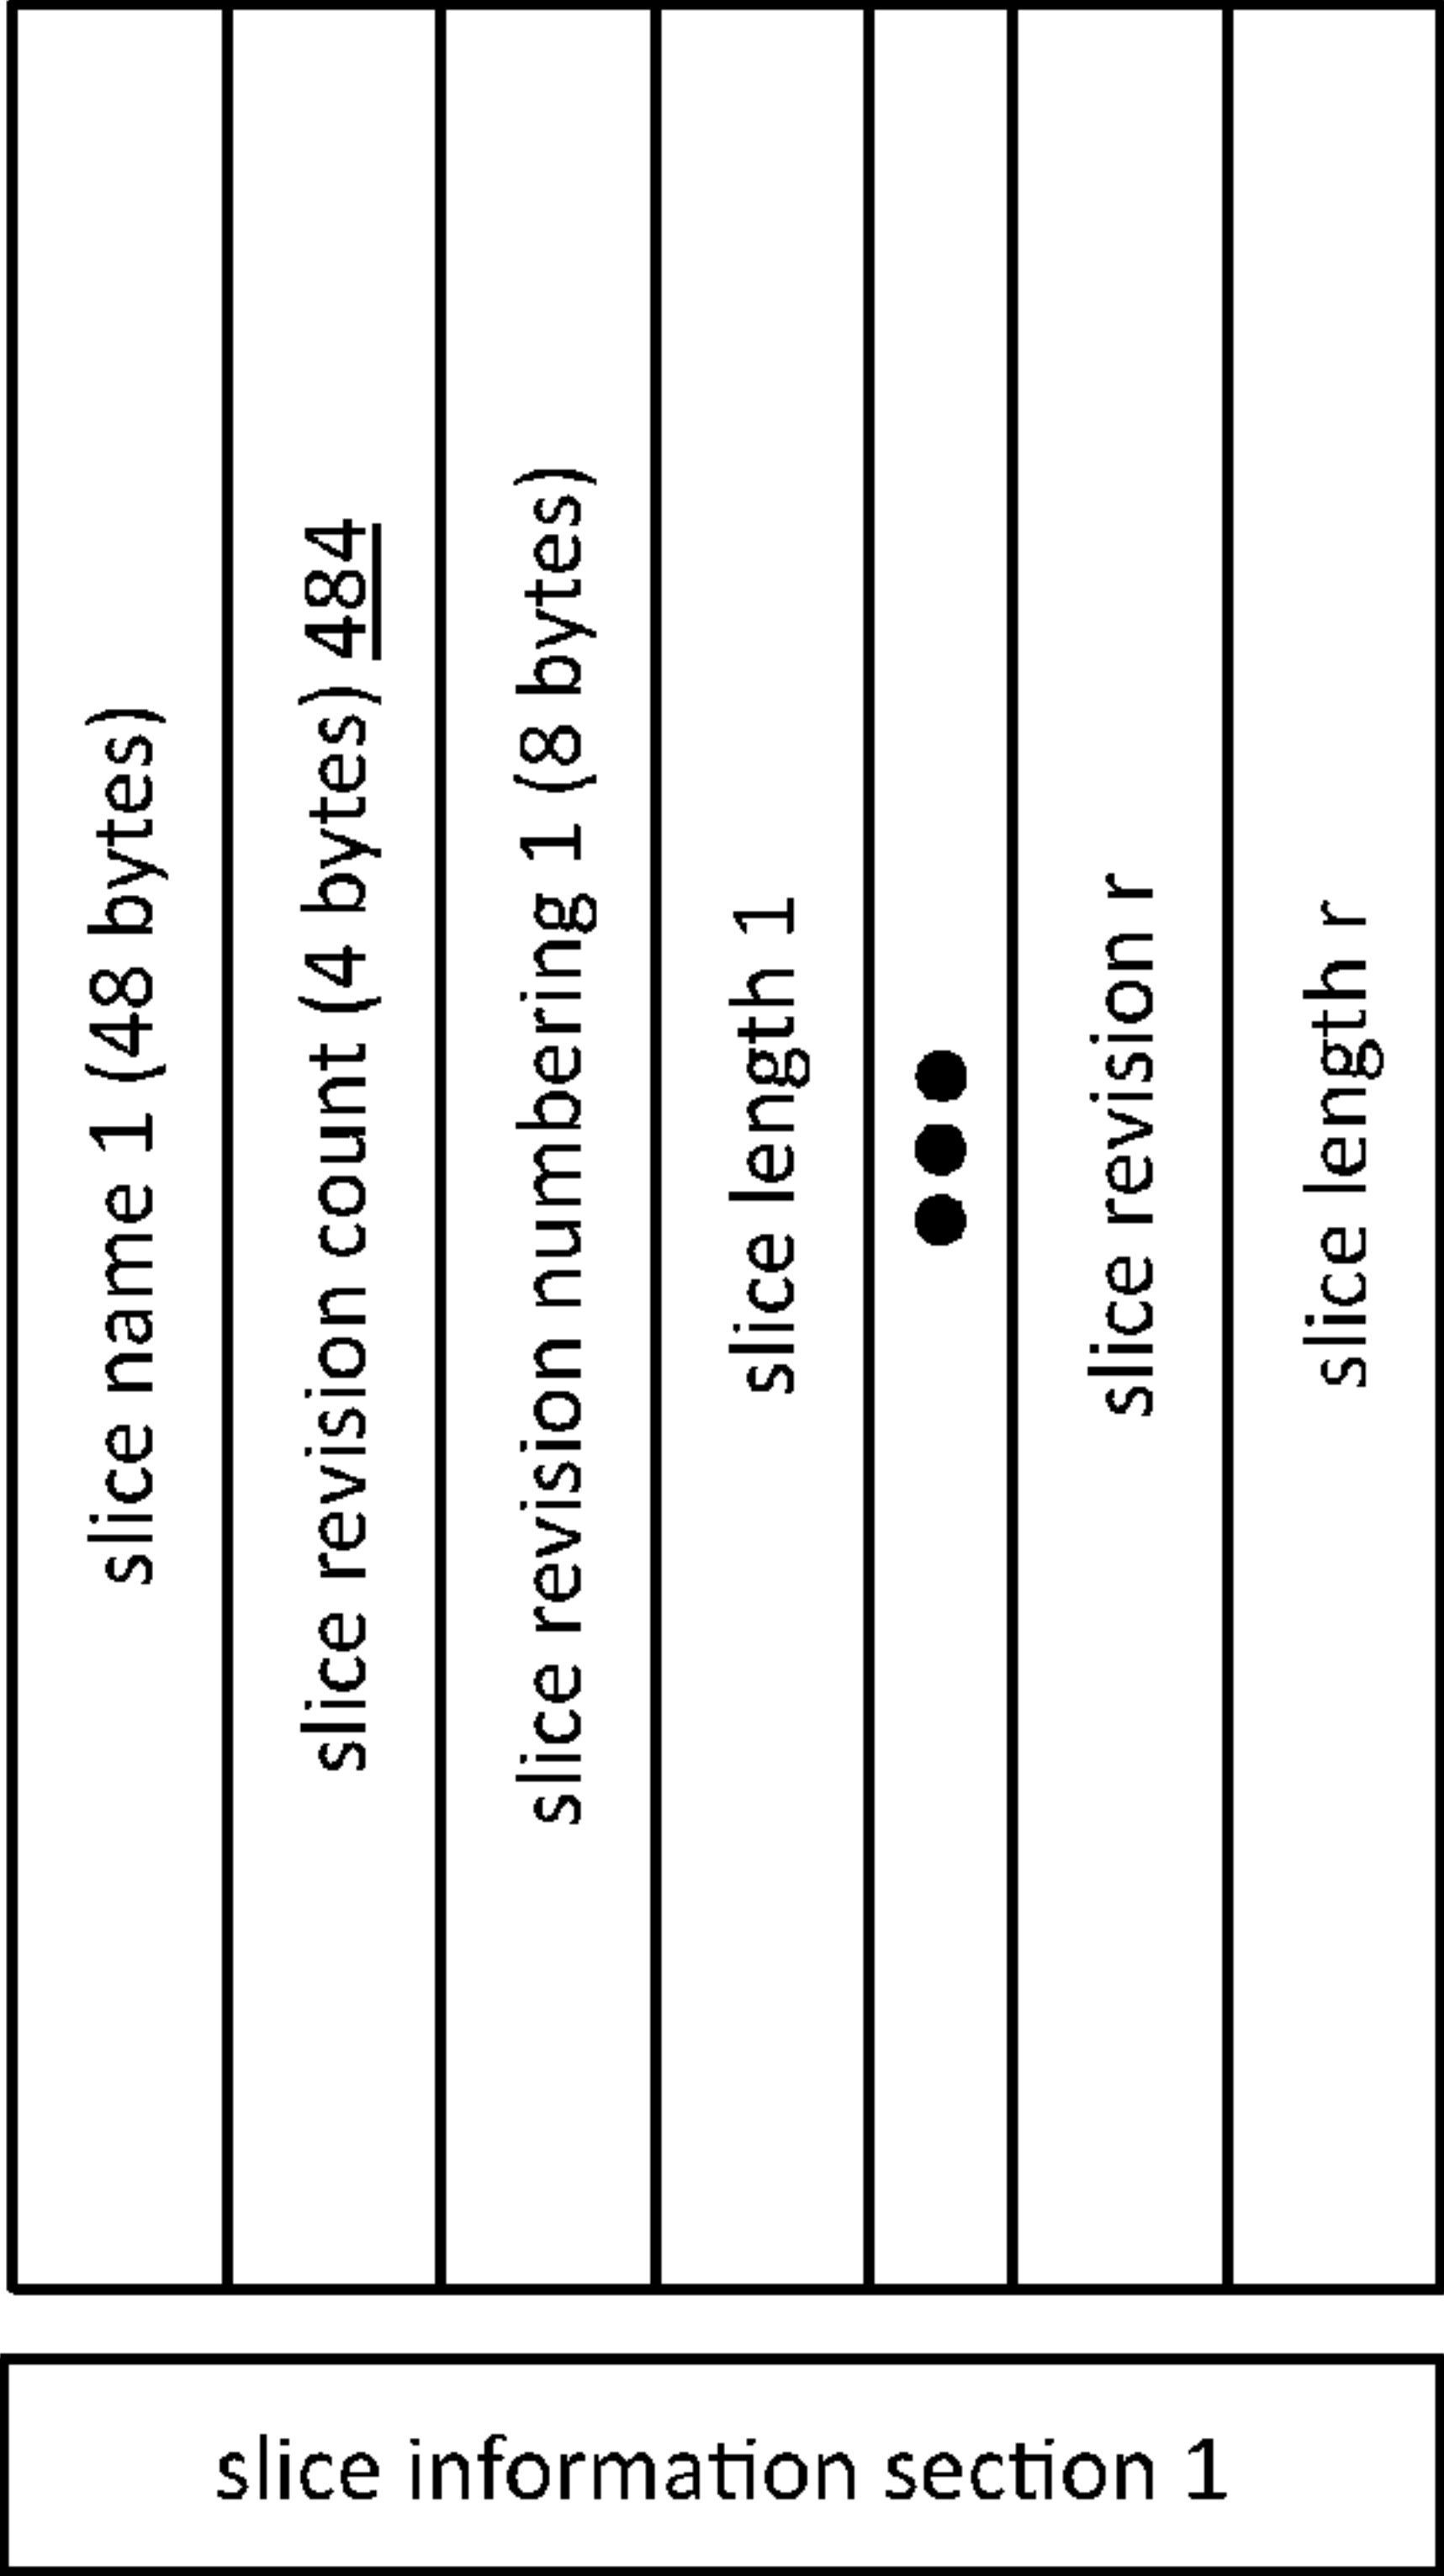 slice information section 1
slice name 1 (48 bytes)
slice revision count (4 bytes) 484
slice revision numbering 1 (8 bytes)
slice length 1
●●●
slice revision r
slice length r